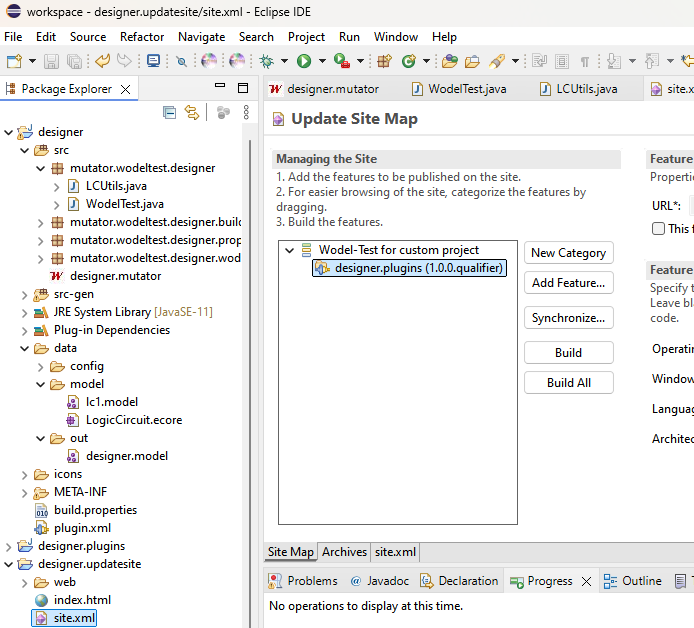 workspace - designer.updatesite/site.xml - Eclipse IDE
File Edit Source Refactor Navigate Search Project Run Window Help
Package Explorer
designer
src
mutator.wodeltest.designer
LCUtils.java
WodelTest.java
mutator.wodeltest.designer.buil
mutator.wodeltest.designer.prop
mutator.wodeltest.designer.wod
designer.mutator
src-gen
JRE System Library [JavaSE-11]
Plug-in Dependencies
data
config
model
lc1.model
LogicCircuit.ecore
out
designer.model
icons
META-INF
build.properties
plugin.xml
designer.plugins
designer.updatesite
web
index.html
site.xml
designer.mutator WodelTest.java LCUtils.java site.x
Update Site Map
Managing the Site
1. Add the features to be published on the site.
2. For easier browsing of the site, categorize the features by
dragging.
3. Build the features.
Wodel-Test for custom project
designer.plugins (1.0.0.qualifier)
New Category
Add Feature...
Synchronize...
Build
Build All
Feature
Propertie
URL*:
This f
Feature
Specify t
Leave bl
code.
Operatin
Window
Languag
Architec
Site Map Archives site.xml
Problems Javadoc Declaration Progress Outline
No operations to display at this time.